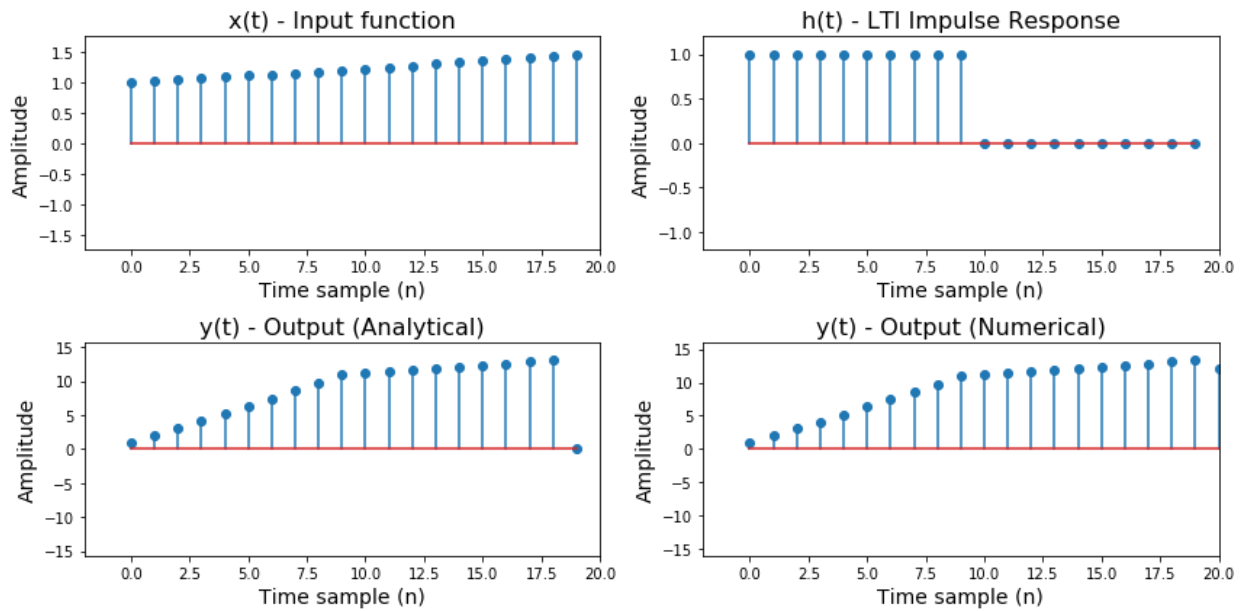 x(t) - Input function
Amplitude
1.5
1.0
0.5
0.0
−0.5
−1.0
−1.5
0.0 2.5 5.0 7.5 10.0 12.5 15.0 17.5 20.0
Time sample (n)
h(t) - LTI Impulse Response
Amplitude
1.0
0.5
0.0
−0.5
−1.0
0.0 2.5 5.0 7.5 10.0 12.5 15.0 17.5 20.0
Time sample (n)
y(t) - Output (Analytical)
Amplitude
15
10
5
0
−5
−10
−15
0.0 2.5 5.0 7.5 10.0 12.5 15.0 17.5 20.0
Time sample (n)
y(t) - Output (Numerical)
Amplitude
15
10
5
0
−5
−10
−15
0.0 2.5 5.0 7.5 10.0 12.5 15.0 17.5 20.0
Time sample (n)